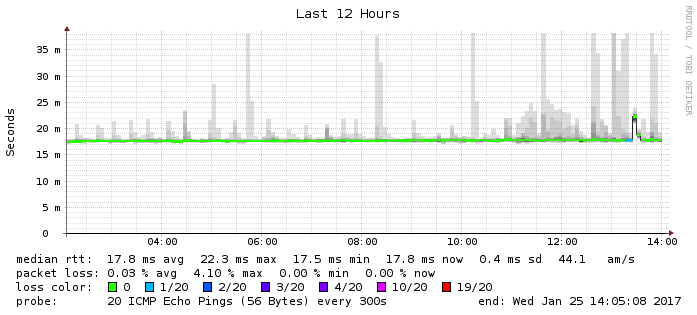 Last 12 Hours
RRDTOOL / TOBI OETIKER
Seconds
35 m
30 m
25 m
20 m
15 m
10 m
5 m
0
04:00 06:00 08:00 10:00 12:00 14:00
median rtt: 17.8 ms avg 22.3 ms max 17.5 ms min 17.8 ms now 0.4 ms sd 44.1 am/s
packet loss: 0.03 % avg 4.10 % max 0.00 % min 0.00 % now
loss color: 0 1/20 2/20 3/20 4/20 10/20 19/20
probe: 20 ICMP Echo Pings (56 Bytes) every 300s end: Wed Jan 25 14:05:08 2017